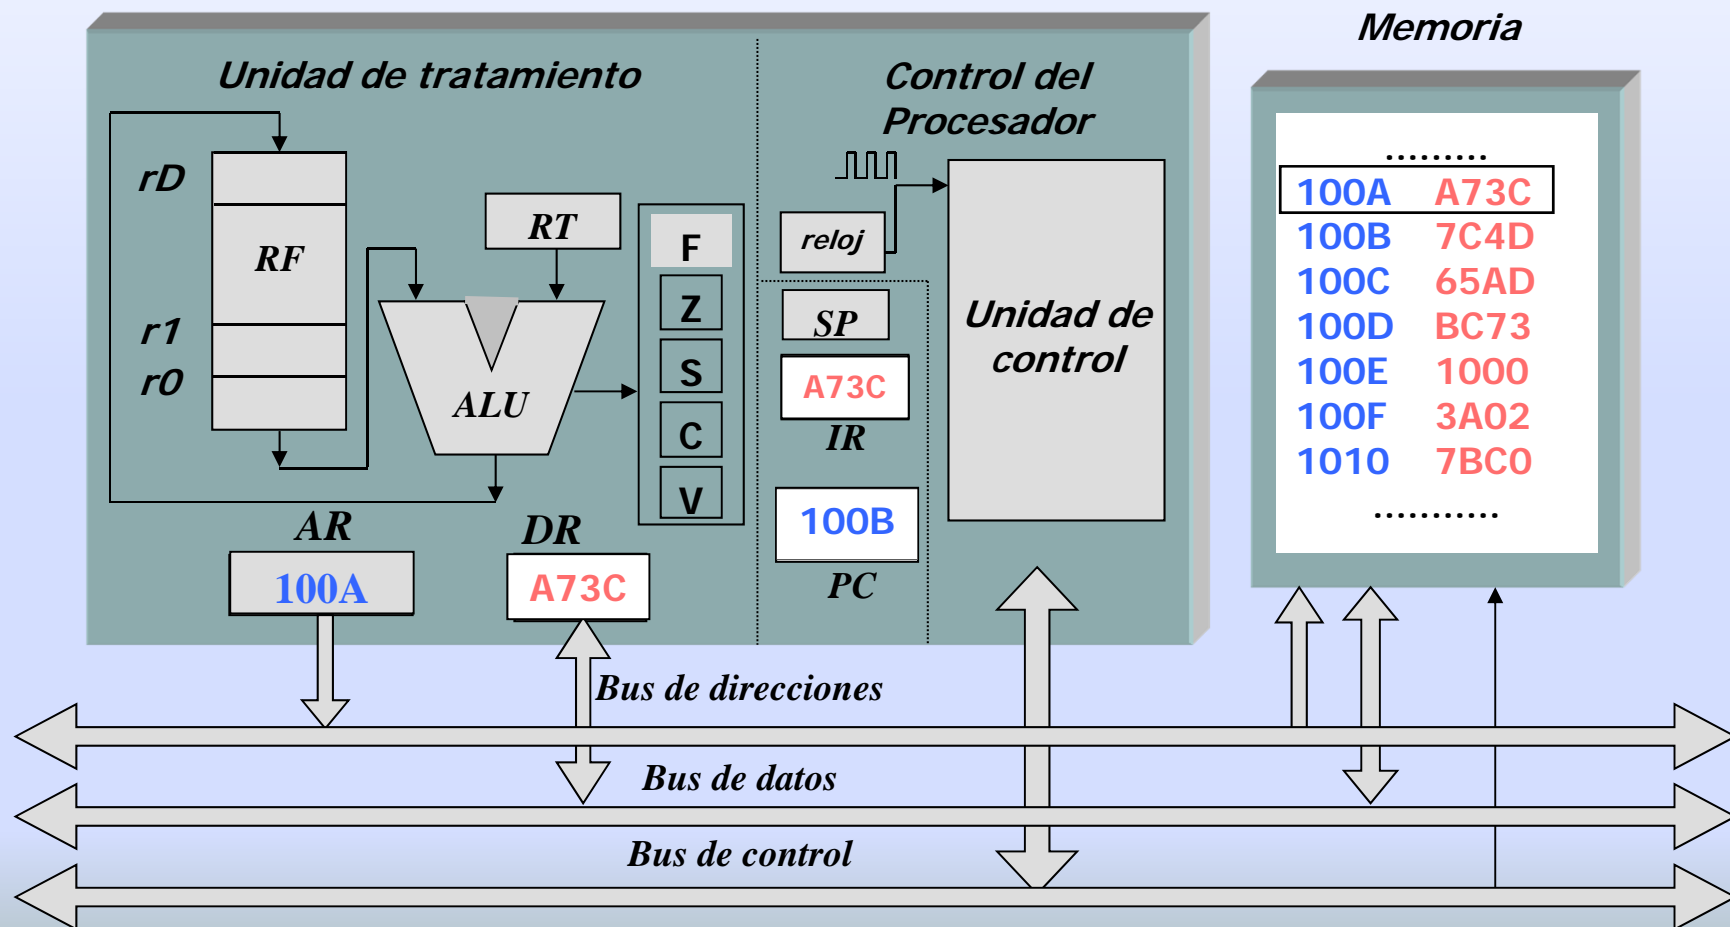 Memoria
Unidad de tratamiento
Control del
Procesador
rD
RF
r1
r0
RT
ALU
F
Z
S
C
V
reloj
SP
A73C
IR
100B
PC
Unidad de
control
AR
100A
DR
A73C
.........
100A A73C
100B 7C4D
100C 65AD
100D BC73
100E 1000
100F 3A02
1010 7BC0
...........
Bus de direcciones
Bus de datos
Bus de control